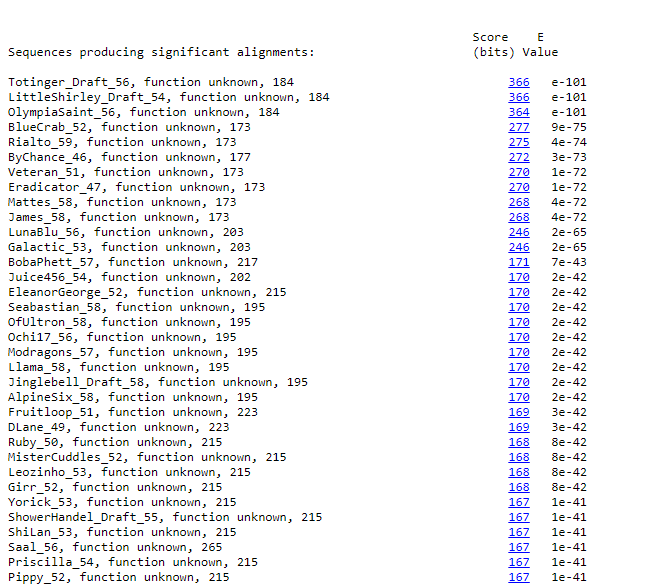 Score E
Sequences producing significant alignments: (bits) Value
Totinger_Draft_56, function unknown, 184 366 e-101
LittleShirley_Draft_54, function unknown, 184 366 e-101
OlympiaSaint_56, function unknown, 184 364 e-101
BlueCrab_52, function unknown, 173 277 9e-75
Rialto_59, function unknown, 173 275 4e-74
ByChance_46, function unknown, 177 272 3e-73
Veteran_51, function unknown, 173 270 1e-72
Eradicator_47, function unknown, 173 270 1e-72
Mattes_58, function unknown, 173 268 4e-72
James_58, function unknown, 173 268 4e-72
LunaBlu_56, function unknown, 203 246 2e-65
Galactic_53, function unknown, 203 246 2e-65
BobaPhett_57, function unknown, 217 171 7e-43
Juice456_54, function unknown, 202 170 2e-42
EleanorGeorge_52, function unknown, 215 170 2e-42
Seabastian_58, function unknown, 195 170 2e-42
OfUltron_58, function unknown, 195 170 2e-42
Ochi17_56, function unknown, 195 170 2e-42
Modragons_57, function unknown, 195 170 2e-42
Llama_58, function unknown, 195 170 2e-42
Jinglebell_Draft_58, function unknown, 195 170 2e-42
AlpineSix_58, function unknown, 195 170 2e-42
Fruitloop_51, function unknown, 223 169 3e-42
DLane_49, function unknown, 223 169 3e-42
Ruby_50, function unknown, 215 168 8e-42
MisterCuddles_52, function unknown, 215 168 8e-42
Leozinho_53, function unknown, 215 168 8e-42
Girr_52, function unknown, 215 168 8e-42
Yorick_53, function unknown, 215 167 1e-41
ShowerHandel_Draft_55, function unknown, 215 167 1e-41
ShiLan_53, function unknown, 215 167 1e-41
Saal_56, function unknown, 265 167 1e-41
Priscilla_54, function unknown, 215 167 1e-41
Pippy_52, function unknown, 215 167 1e-41